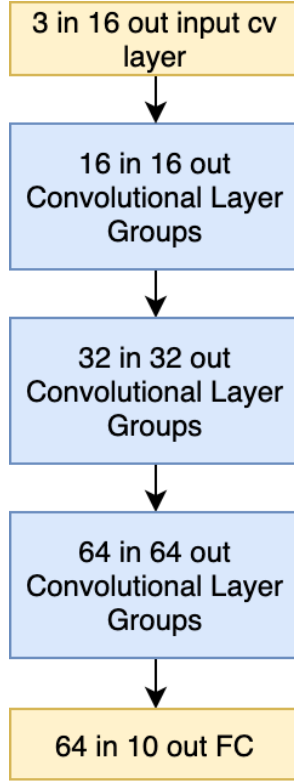 3 in 16 out input cv
layer
16 in 16 out
Convolutional Layer
Groups
32 in 32 out
Convolutional Layer
Groups
64 in 64 out
Convolutional Layer
Groups
64 in 10 out FC